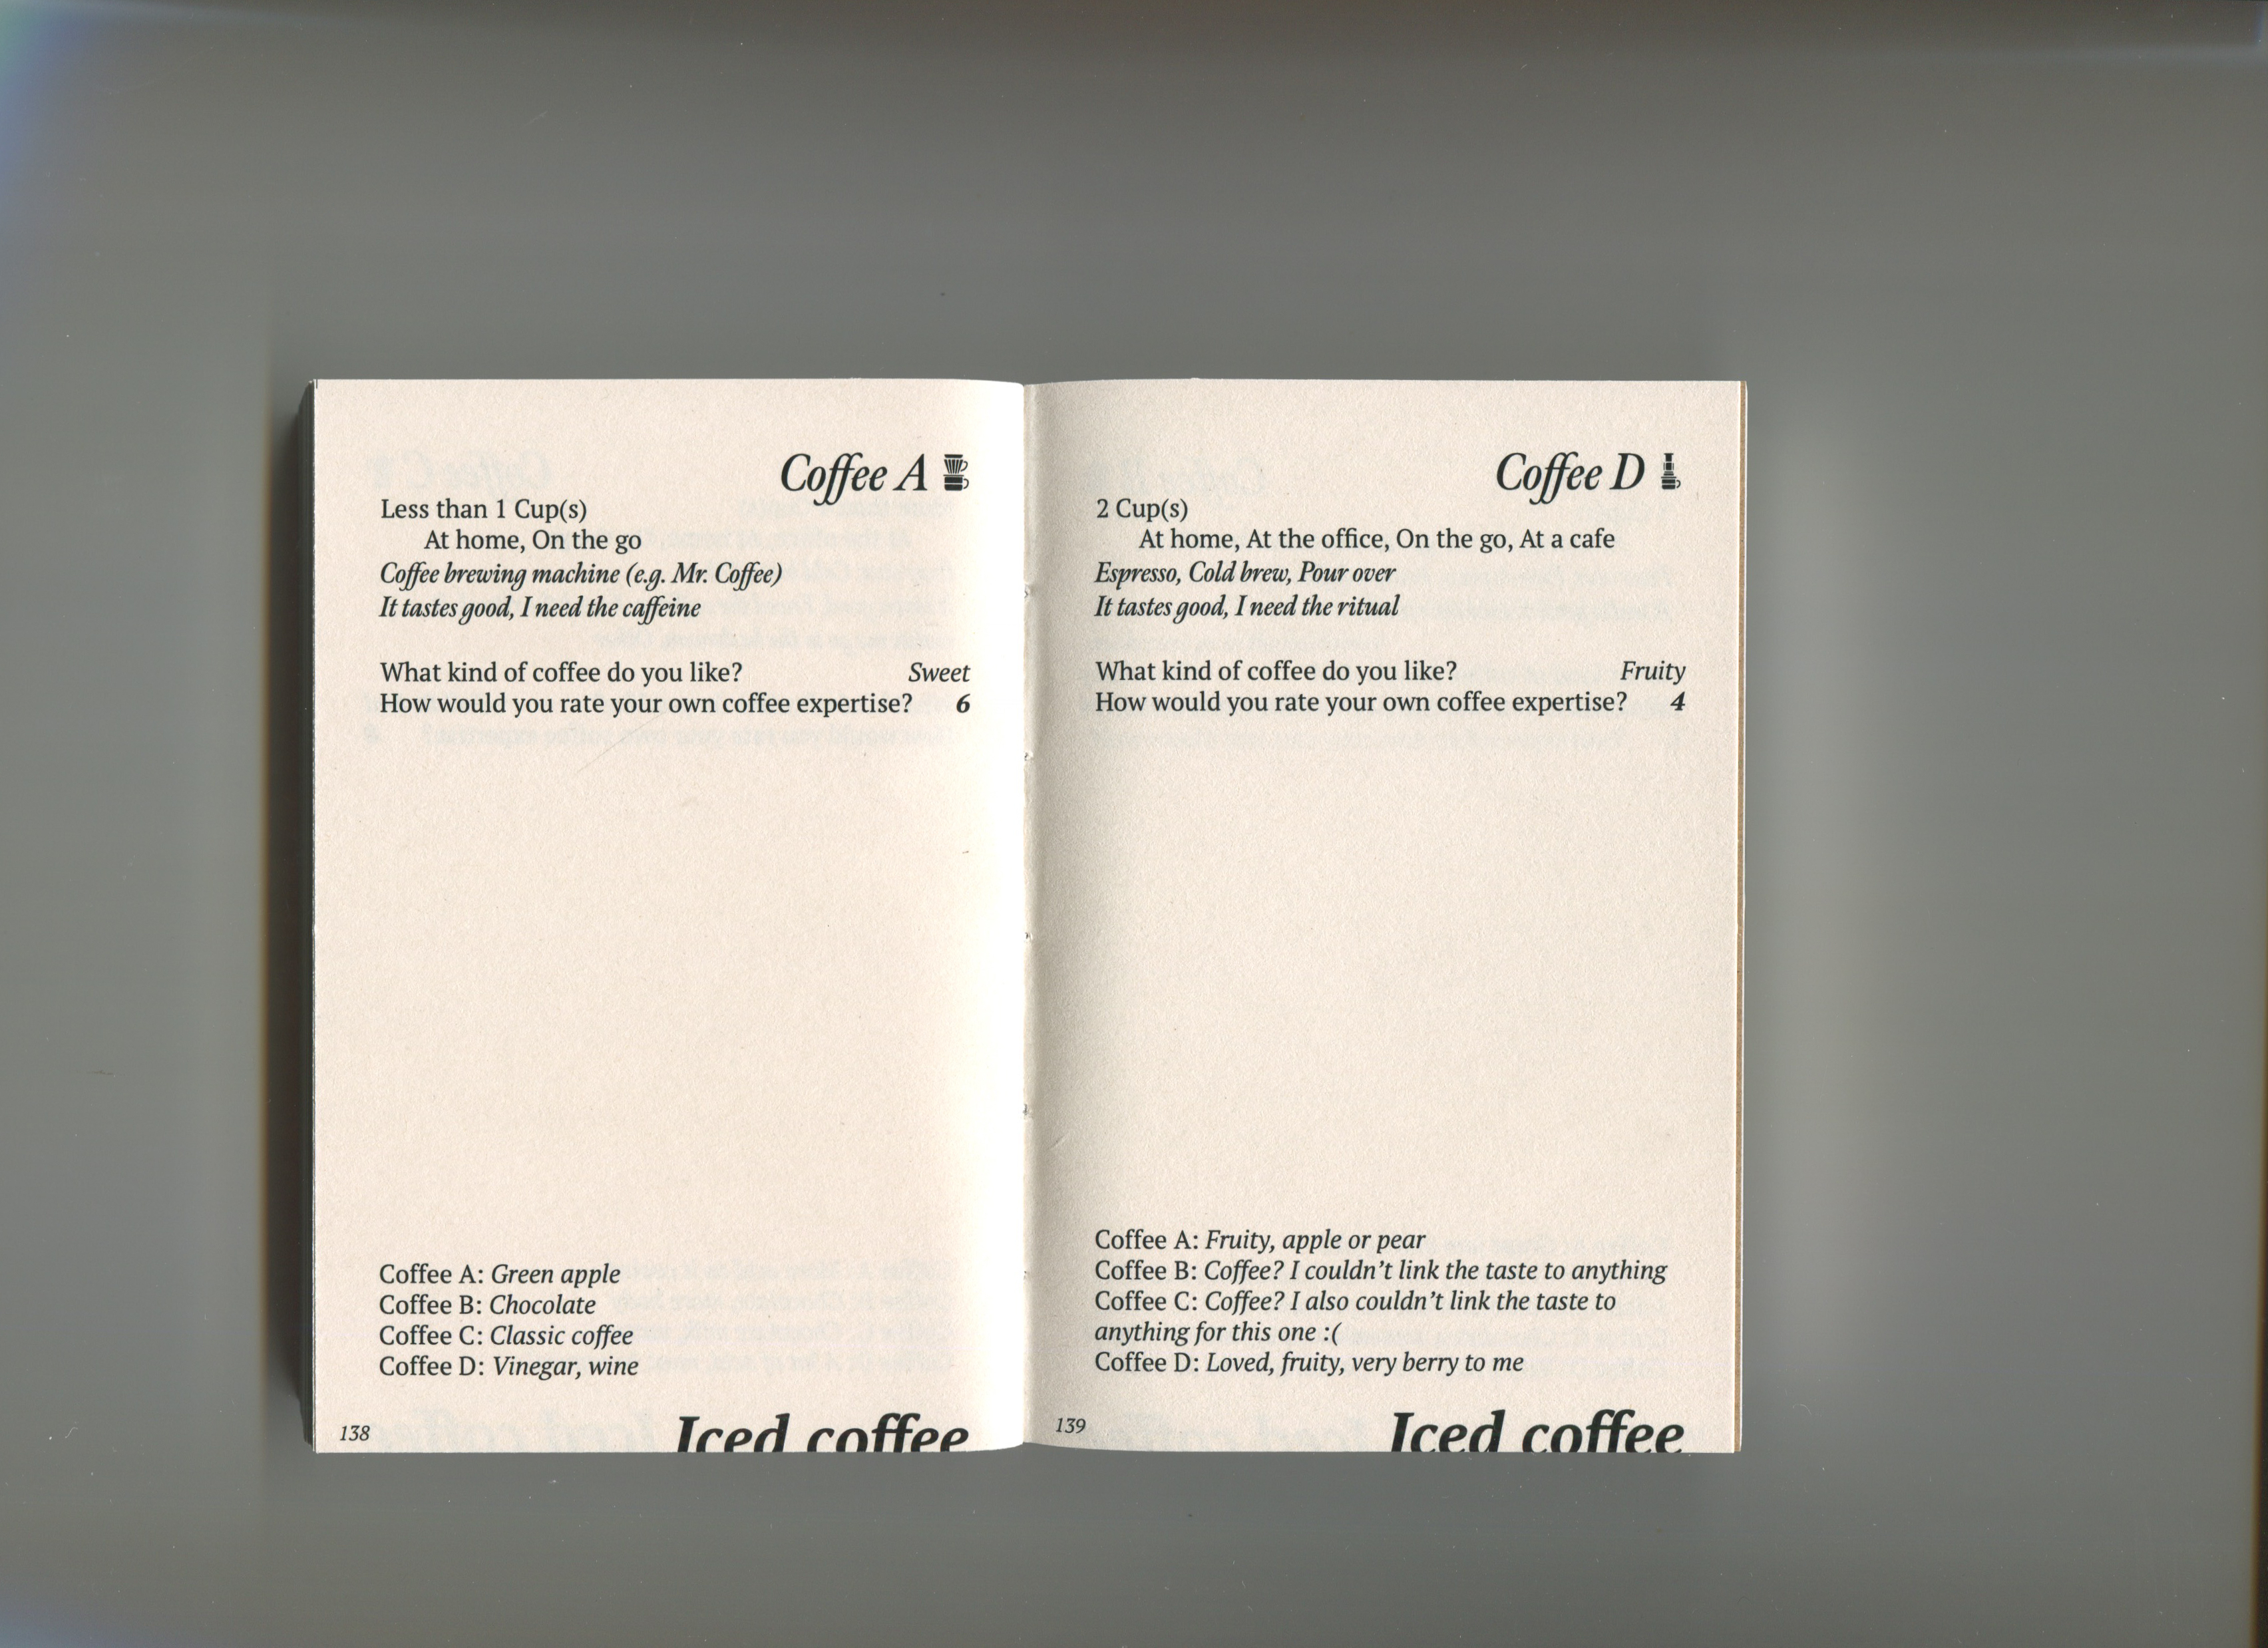 Coffee A
Less than 1 Cup(s)
At home, On the go
Coffee brewing machine (e.g. Mr. Coffee)
It tastes good, I need the caffeine
What kind of coffee do you like? Sweet
How would you rate your own coffee expertise? 6
Coffee A: Green apple
Coffee B: Chocolate
Coffee C: Classic coffee
Coffee D: Vinegar, wine
138
Iced coffee
Coffee D
2 Cup(s)
At home, At the office, On the go, At a cafe
Espresso, Cold brew, Pour over
It tastes good, I need the ritual
What kind of coffee do you like? Fruity
How would you rate your own coffee expertise? 4
Coffee A: Fruity, apple or pear
Coffee B: Coffee? I couldn't link the taste to anything
Coffee C: Coffee? I also couldn't link the taste to
anything for this one :(
Coffee D: Loved, fruity, very berry to me
139
Iced coffee